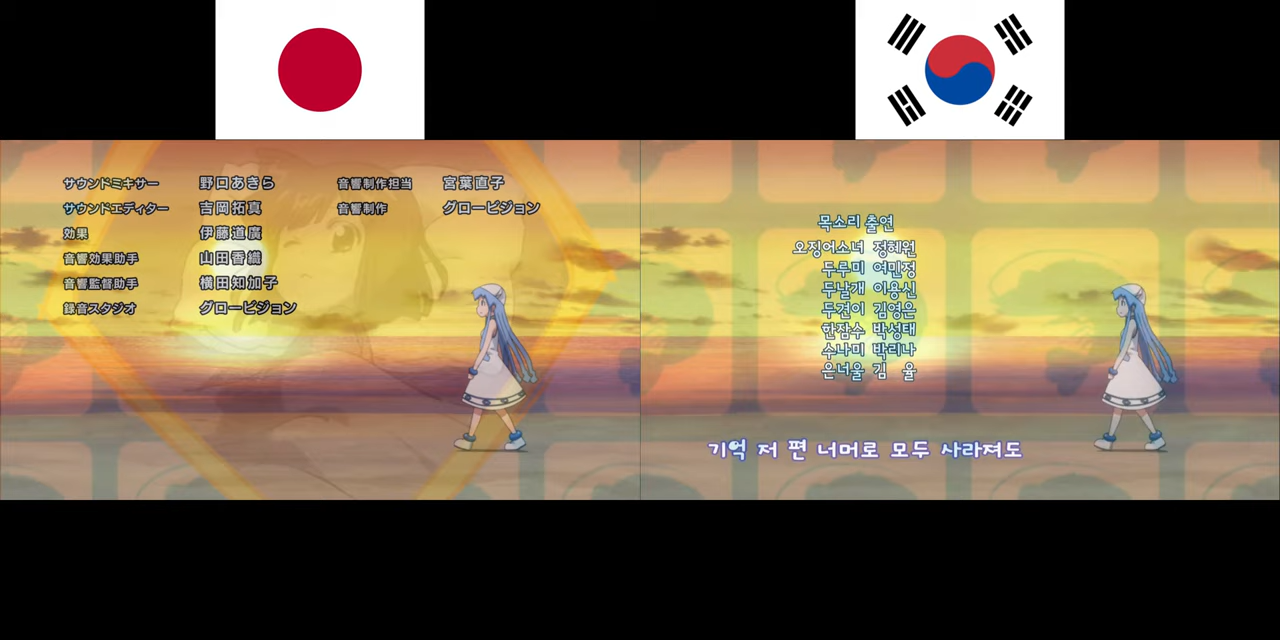 サウンドミキサー 野口あきら 音響制作担当 宮葉直子
サウンドエディター 吉岡拓真 音響制作 グロービジョン
効果 伊藤道廣
音響効果助手 山田香織
音響監督助手 横田知加子
録音スタジオ グロービジョン
목소리 출연
오징어소녀 정혜원
두루미 여민정
두날개 이용신
두건이 김영은
한잠수 박성태
수나미 박리나
은너울 김 율
기억 저 편 너머로 모두 사라져도